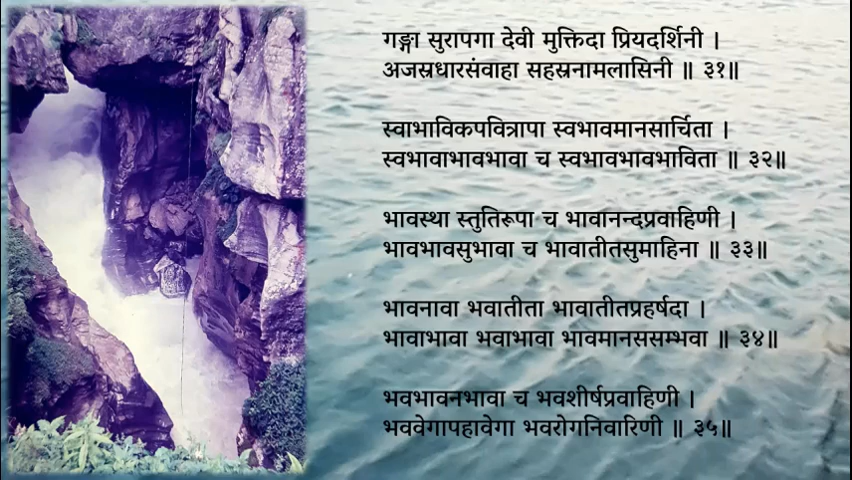 गङ्गा सुरापगा देवी मुक्तिदा प्रियदर्शिनी ।
अजस्रधारसंवाहा सहस्रनामलासिनी ॥ ३१॥
स्वाभाविकपवित्रापा स्वभावमानसार्चिता ।
स्वभावाभावभावा च स्वभावभावभाविता ॥ ३२॥
भावस्था स्तुतिरूपा च भावानन्दप्रवाहिणी ।
भावभावसुभावा च भावातीतसुमाहिना ॥ ३३॥
भावनावा भवातीता भावातीतप्रहर्षदा ।
भावाभावा भवाभावा भावमानससम्भवा ॥ ३४॥
भवभावनभावा च भवशीर्षप्रवाहिणी ।
भववेगापहावेगा भवरोगनिवारिणी ॥ ३५॥